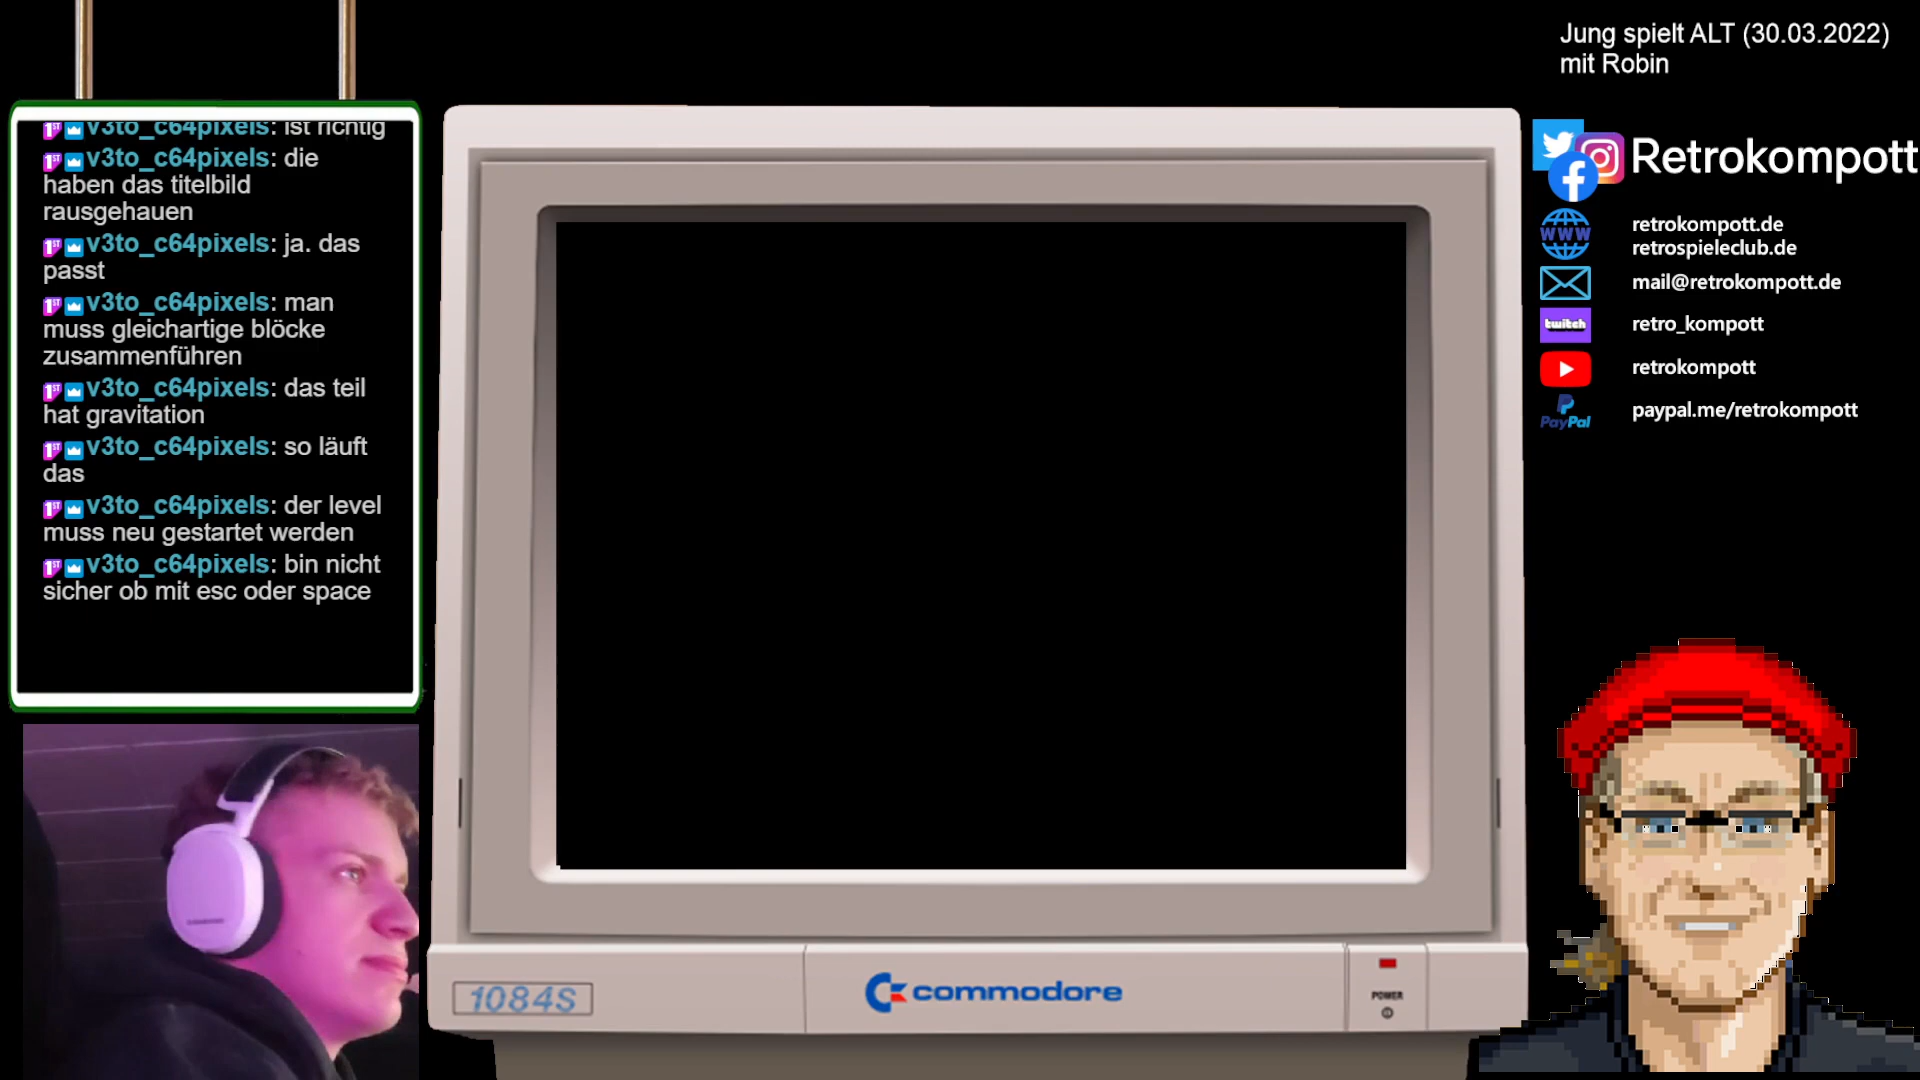 Jung spielt ALT (30.03.2022)
mit Robin
v3to_c64pixels: ist richtig
v3to_c64pixels: die
haben das titelbild
rausgehauen
v3to_c64pixels: ja. das
passt
v3to_c64pixels: man
muss gleichartige blöcke
zusammenführen
v3to_c64pixels: das teil
hat gravitation
v3to_c64pixels: so läuft
das
v3to_c64pixels: der level
muss neu gestartet werden
v3to_c64pixels: bin nicht
sicher ob mit esc oder space
Retrokompott
WWW
retrokompott.de
retrospieleclub.de
mail@retrokompott.de
twitch
retro_kompott
retrokompott
PayPal
paypal.me/retrokompott
1084S
commodore
POWER